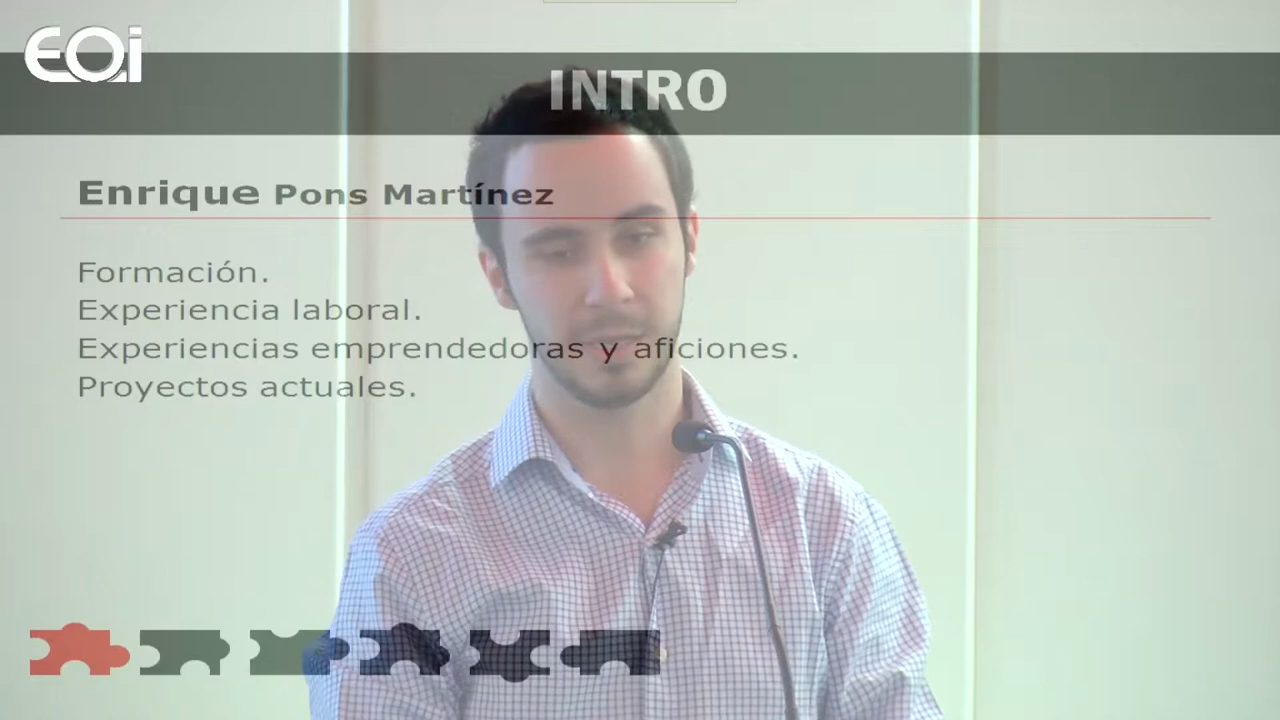 EOi
INTRO
Enrique Pons Martínez
Formación.
Experiencia laboral.
Experiencias emprendedoras y aficiones.
Proyectos actuales.